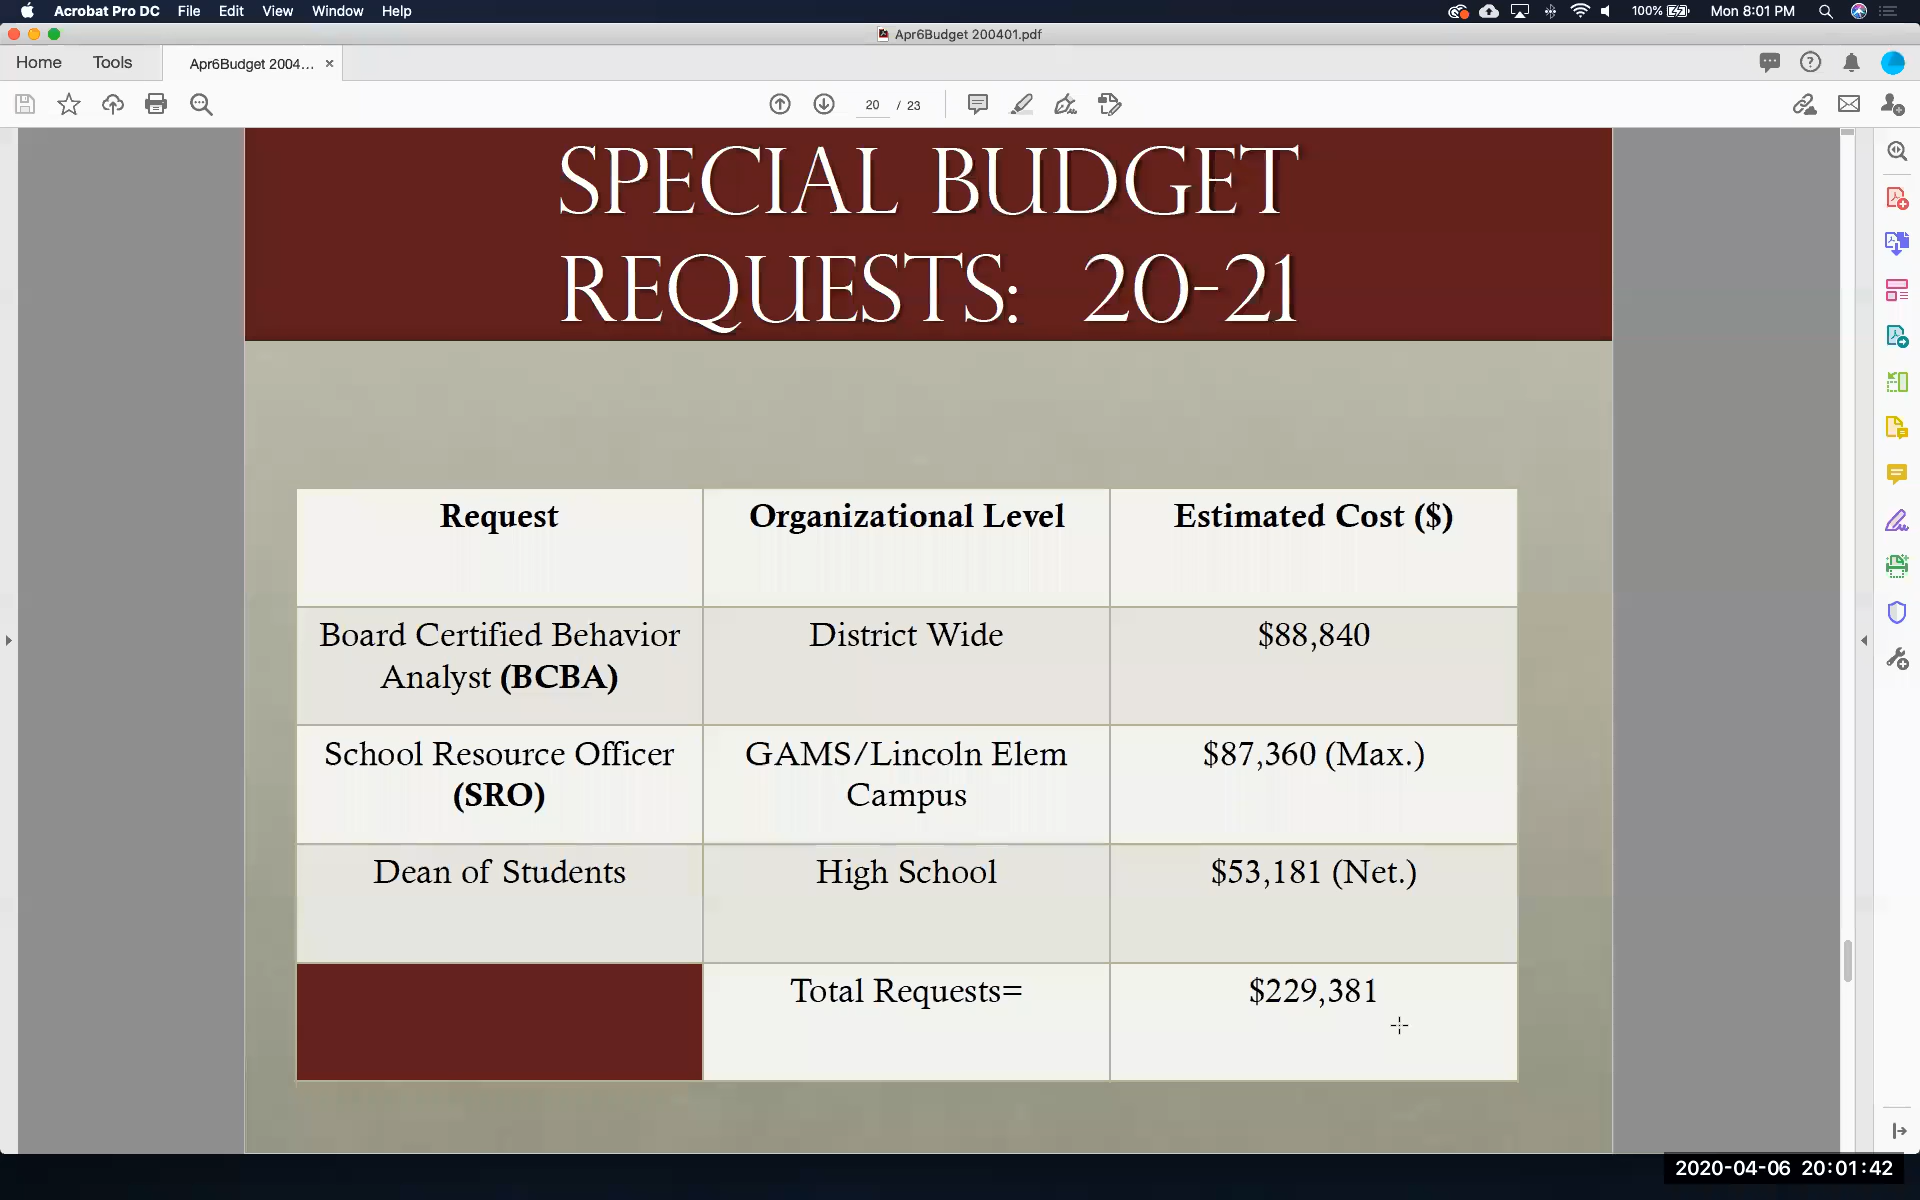 Acrobat Pro DC File Edit View Window Help 100% Mon 8:01 PM
Apr6Budget 200401.pdf
Home Tools Apr6Budget 2004... ×
20 / 23
SPECIAL BUDGET
REQUESTS: 20-21
Request Organizational Level Estimated Cost ($)
Board Certified Behavior District Wide $88,840
Analyst (BCBA)
School Resource Officer GAMS/Lincoln Elem $87,360 (Max.)
(SRO) Campus
Dean of Students High School $53,181 (Net.)
Total Requests= $229,381
2020-04-06 20:01:42